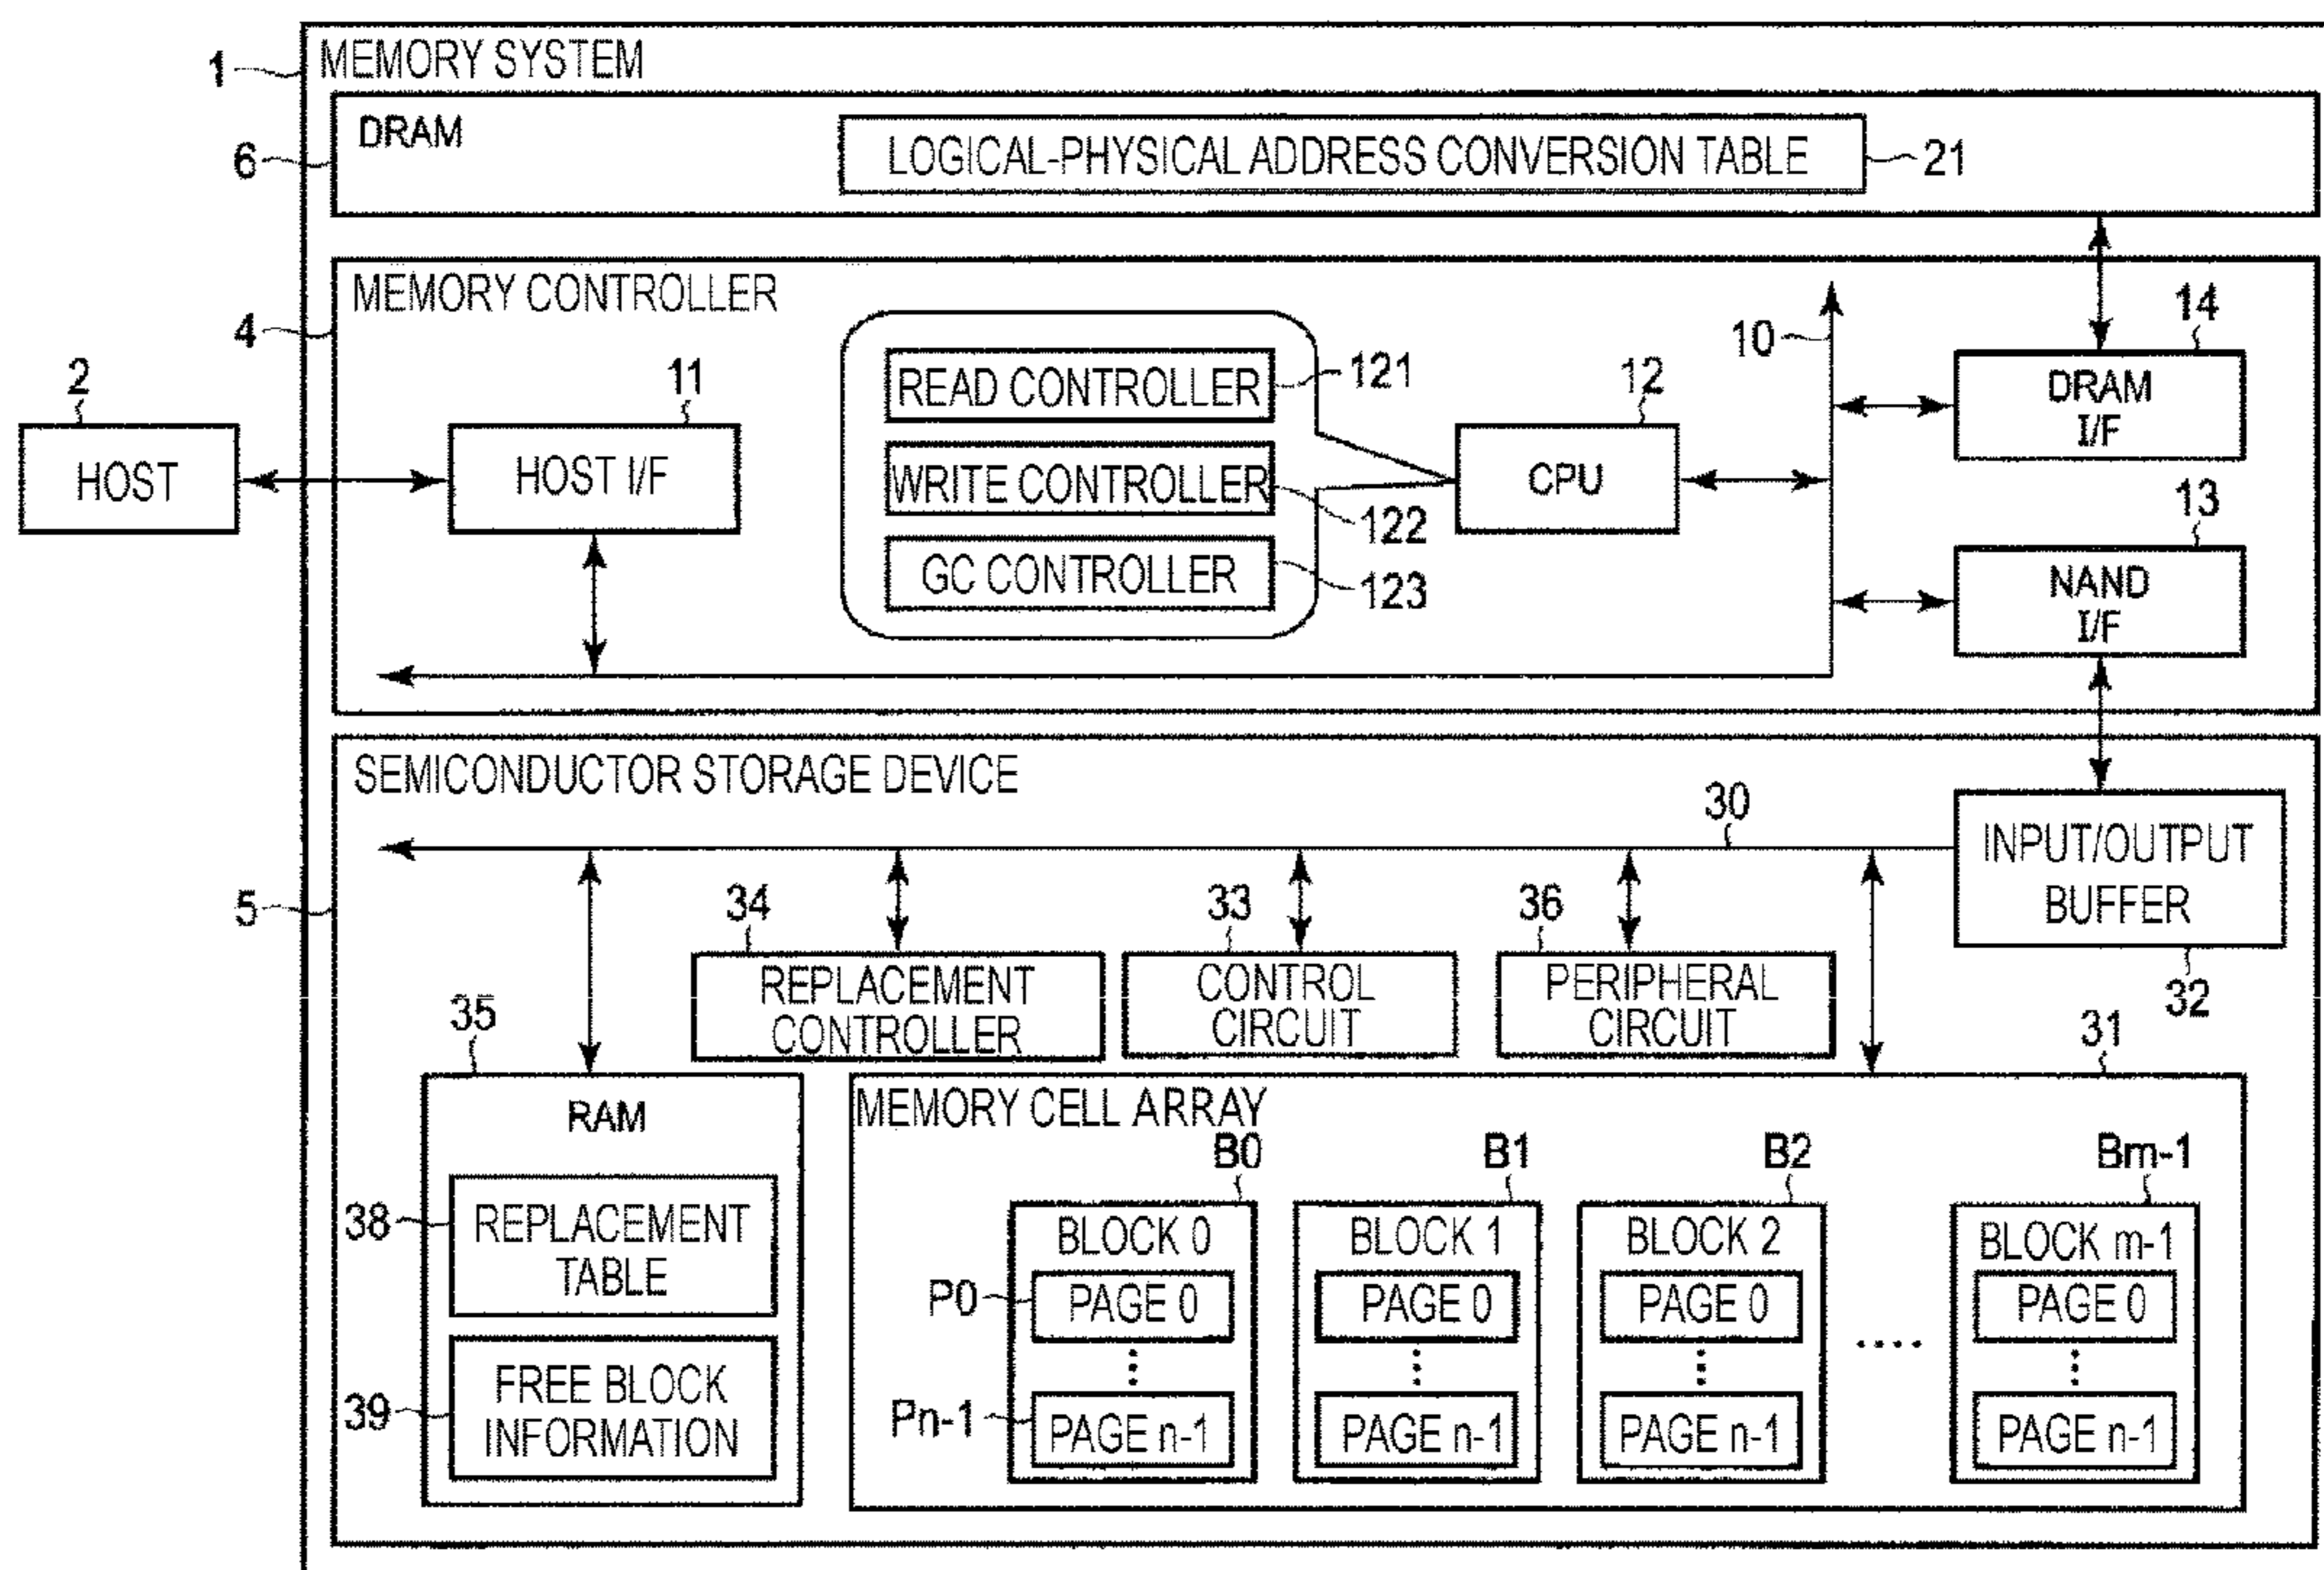 1
MEMORY SYSTEM
6
DRAM
LOGICAL-PHYSICAL ADDRESS CONVERSION TABLE
21
4
MEMORY CONTROLLER
2
HOST
11
HOST I/F
READ CONTROLLER
121
WRITE CONTROLLER
122
GC CONTROLLER
123
12
CPU
10
14
DRAM
I/F
13
NAND
I/F
5
SEMICONDUCTOR STORAGE DEVICE
30
INPUT/OUTPUT
BUFFER
32
34
REPLACEMENT
CONTROLLER
33
CONTROL
CIRCUIT
36
PERIPHERAL
CIRCUIT
35
RAM
38
REPLACEMENT
TABLE
39
FREE BLOCK
INFORMATION
31
MEMORY CELL ARRAY
B0
B1
B2
Bm-1
BLOCK 0
BLOCK 1
BLOCK 2
BLOCK m-1
P0
PAGE 0
PAGE 0
PAGE 0
PAGE 0
Pn-1
PAGE n-1
PAGE n-1
PAGE n-1
PAGE n-1